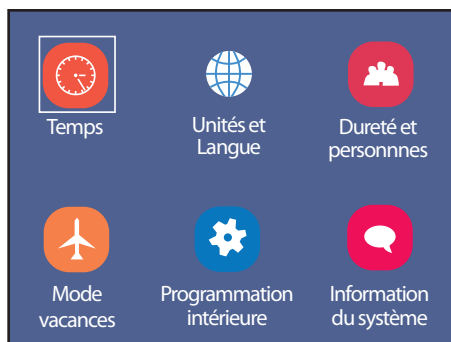 Temps
Unités et
Langue
Dureté et
personnnes
Mode
vacances
Programmation
intérieure
Information
du système